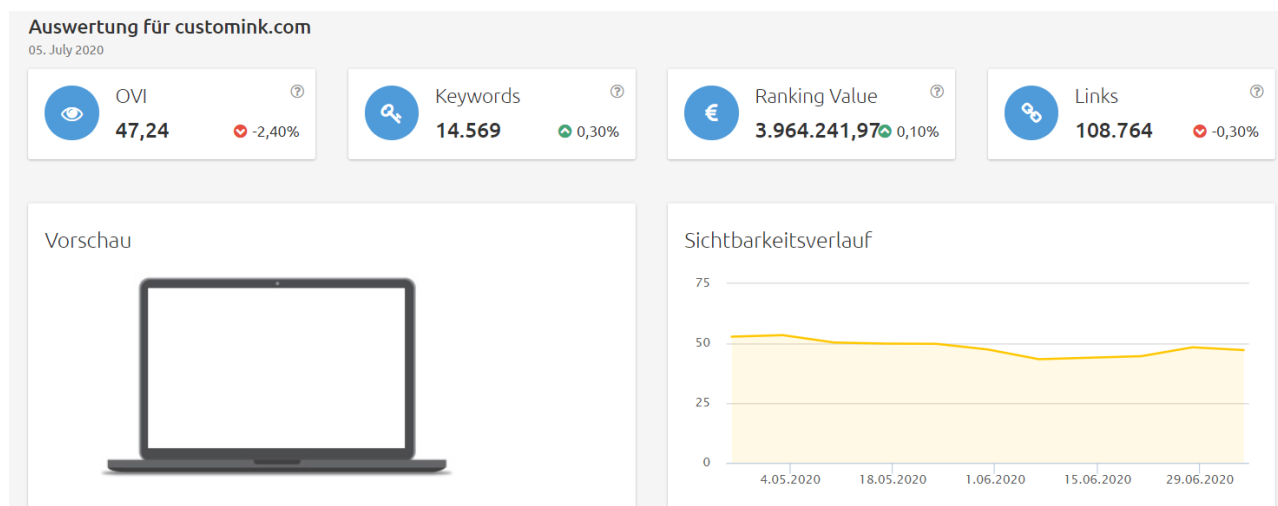 Auswertung für customink.com
05. July 2020
OVI
47,24 -2,40%
Keywords
14.569 0,30%
Ranking Value
€ 3.964.241,97 0,10%
Links
108.764 -0,30%
Vorschau
Sichtbarkeitsverlauf
75
50
25
0
4.05.2020 18.05.2020 1.06.2020 15.06.2020 29.06.2020